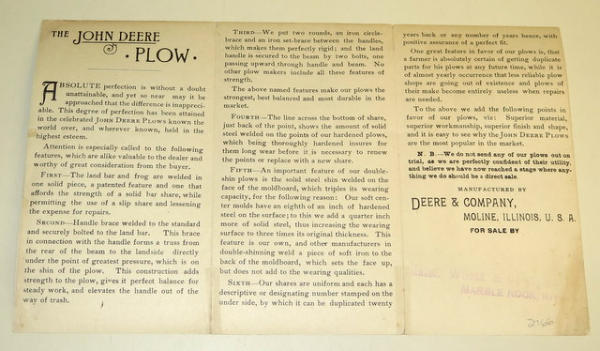 THE JOHN DEERE
PLOW.
ABSOLUTE perfection is without a doubt
unattainable, and yet so near may it be
approached that the difference is inappreci-
able. This degree of perfection has been attained
in the celebrated JOHN DEERE PLOWS known the
world over, and wherever known, held in the
highest esteem.
Attention is especially called to the following
features, which are alike valuable to the dealer and
worthy of great consideration from the buyer.
FIRST—The land bar and frog are welded in
one solid piece, a patented feature and one that
affords the strength of a solid bar share, while
permitting the use of a slip share and lessening
the expense for repairs.
SECOND—Handle brace welded to the standard
and securely bolted to the land bar. This brace
in connection with the handle forms a truss from
the rear of the beam to the landside directly
under the point of greatest pressure, which is on
the shin of the plow. This construction adds
strength to the plow, gives it perfect balance for
steady work, and elevates the handle out of the
way of trash.
THIRD—We put two rounds, an iron circle-
brace and an iron set-brace between the handles,
which makes them perfectly rigid; and the land
handle is secured to the beam by two bolts, one
passing upward through handle and beam. No
other plow makers include all these features of
strength.
The above named features make our plows the
strongest, best balanced and most durable in the
market.
FOURTH—The line across the bottom of share,
just back of the point, shows the amount of solid
steel welded on the points of our hardened plows,
which being thoroughly hardened insures for
them long wear before it is necessary to renew
the points or replace with a new share.
FIFTH—An important feature of our double-
shin plows is the solid steel shin welded on the
face of the moldboard, which triples its wearing
capacity, for the following reasons: Our soft cen-
ter molds have an eighth of an inch of hardened
steel on the surface; to this we add a quarter inch
more of solid steel, thus increasing the wearing
surface to three times its original thickness. This
feature is our own, and other manufacturers in
double-shinning weld a piece of soft iron to the
back of the moldboard, which sets the face up,
but does not add to the wearing qualities.
SIXTH—Our shares are uniform and each has a
descriptive or designating number stamped on the
under side, by which it can be duplicated twenty
years back or any number of years hence, with
positive assurance of a perfect fit.
One great feature in favor of our plows is, that
a farmer is absolutely certain of getting duplicate
parts for his plows at any future time, while it is
of almost yearly occurrence that less reliable plow
shops are going out of existence and plows of
their make become entirely useless when repairs
are needed.
To the above we add the following points in
favor of our plows, viz: Superior material,
superior workmanship, superior finish and shape,
and it is easy to see why the JOHN DEERE PLOWS
are the most popular in the market.
N. B—We do not send any of our plows out on
trial, as we are perfectly confident of their utility,
and believe we have now reached a stage where any-
thing we do should be a direct sale.
MANUFACTURED BY
DEERE & COMPANY,
MOLINE, ILLINOIS, U. S. A.
FOR SALE BY
MARBLE ROCK,